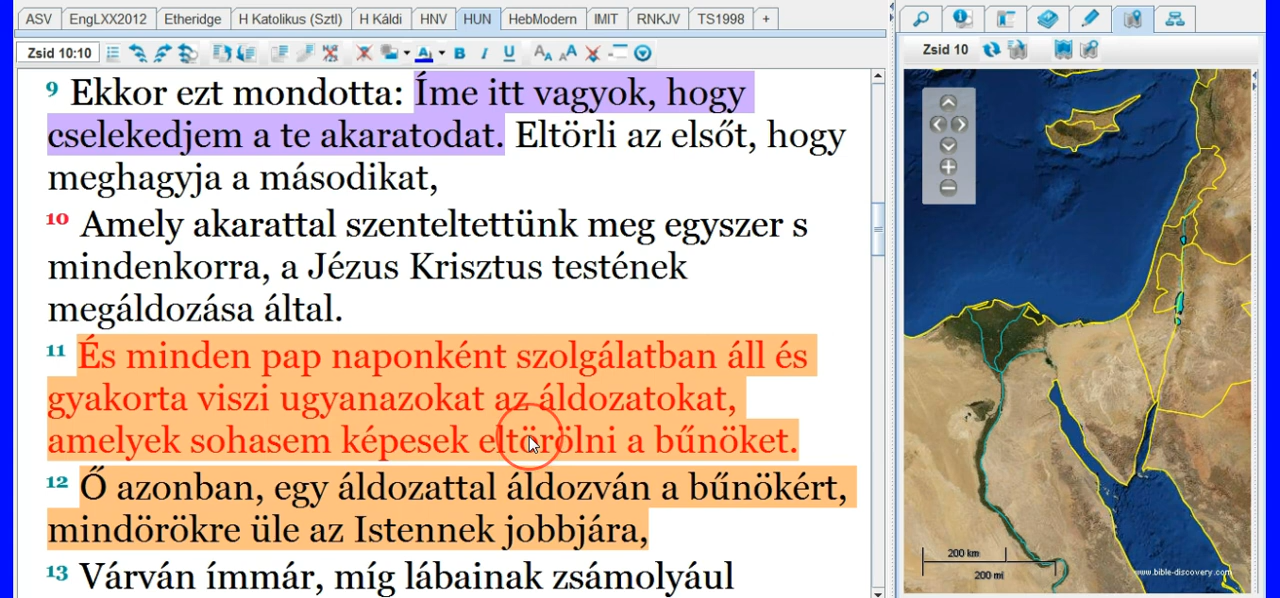 ASV EngLXX2012 Etheridge H Katolikus (Sztl) H Káldi HNV HUN HebModern IMIT RNKJV TS1998 +
Zsid 10:10
Zsid 10
9 Ekkor ezt mondotta: Íme itt vagyok, hogy
cselekedjem a te akaratodat. Eltörli az elsőt, hogy
meghagyja a másodikat,
10 Amely akarattal szenteltettünk meg egyszer s
mindenkorra, a Jézus Krisztus testének
megáldozása által.
11 És minden pap naponként szolgálatban áll és
gyakorta viszi ugyanazokat az áldozatokat,
amelyek sohasem képesek eltörölni a bűnöket.
12 Ő azonban, egy áldozattal áldozván a bűnökért,
mindörökre üle az Istennek jobbjára,
13 Várván ímmár, míg lábainak zsámolyául
200 km
200 mi
www.bible-discovery.com